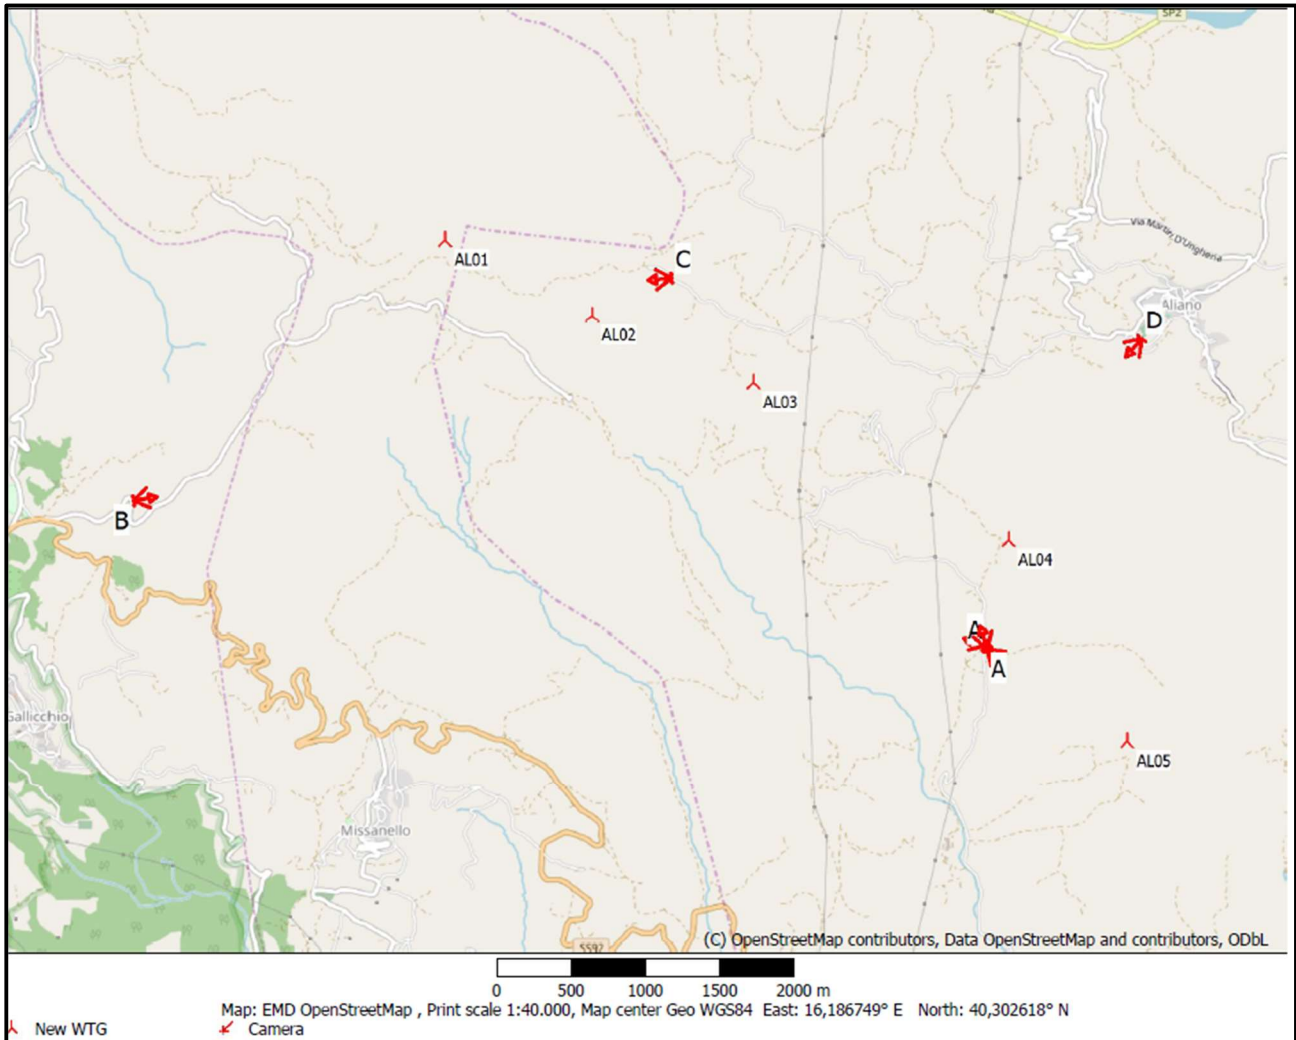 SP2
Via Martiri D'Ungheria
AL01
C
Aliano
D
AL02
AL03
B
AL04
A
A
Gallicchio
AL05
Missanello
SS92
(C) OpenStreetMap contributors, Data OpenStreetMap and contributors, ODbL
0 500 1000 1500 2000 m
Map: EMD OpenStreetMap , Print scale 1:40.000, Map center Geo WGS84 East: 16,186749° E North: 40,302618° N
New WTG Camera